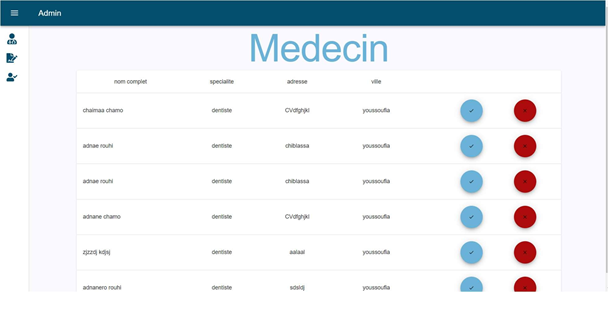 Admin
Medecin
nom complet specialite adresse ville
chaimaa chamo dentiste CVdfghjkl youssoufia
adnae rouhi dentiste chiblassa youssoufia
adnae rouhi dentiste chiblassa youssoufia
adnane chamo dentiste CVdfghjkl youssoufia
zjzzdj kdjsj dentiste aalaal youssoufia
adnanero rouhi dentiste sdsldj youssoufia